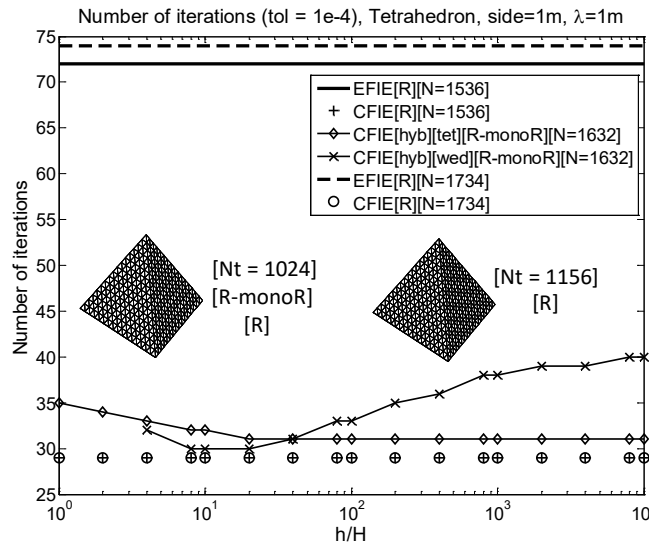 Number of iterations (tol = 1e-4), Tetrahedron, side=1m, λ=1m
75
70
65
60
55
50
45
40
35
30
25
Number of iterations
EFIE[R][N=1536]
CFIE[R][N=1536]
CFIE[hyb][tet][R-monoR][N=1632]
CFIE[hyb][wed][R-monoR][N=1632]
EFIE[R][N=1734]
CFIE[R][N=1734]
[Nt = 1024]
[R-monoR]
[R]
[Nt = 1156]
[R]
10^0 10^1 10^2 10^3 10
h/H